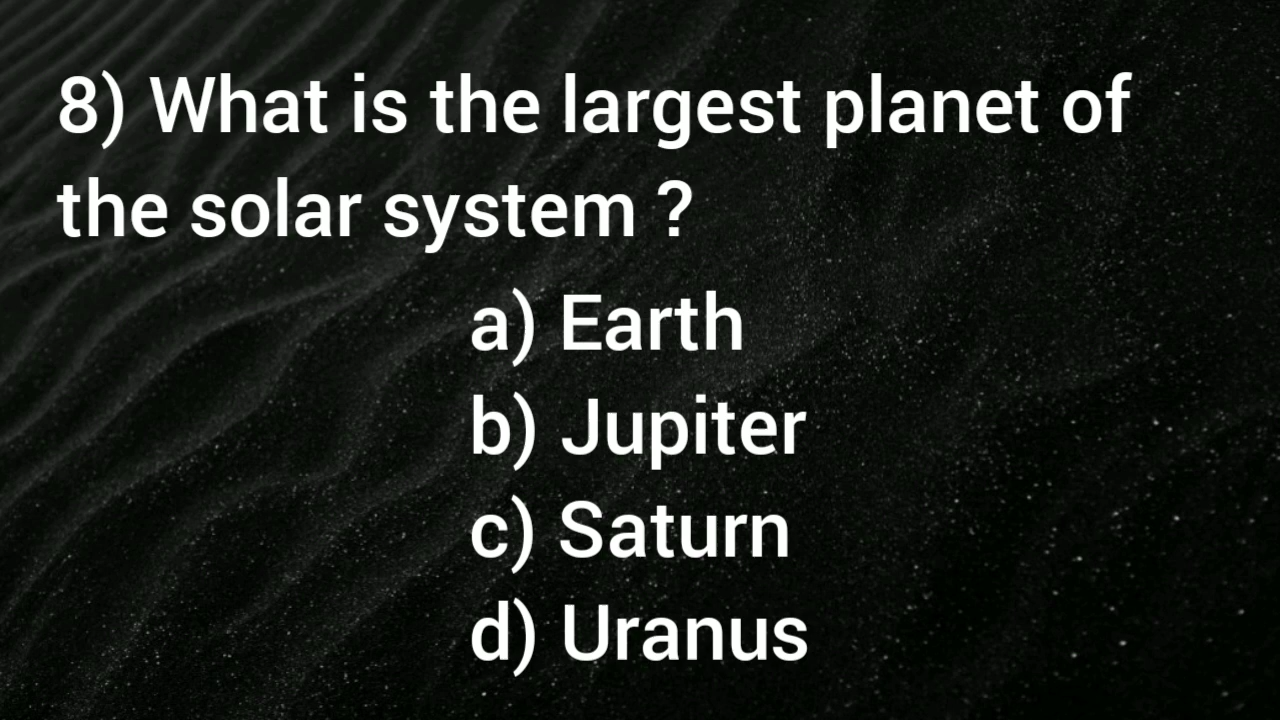 8) What is the largest planet of
the solar system ?
a) Earth
b) Jupiter
c) Saturn
d) Uranus